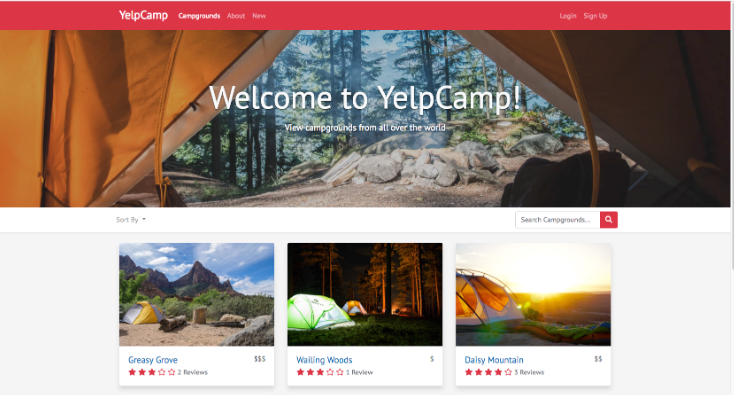 YelpCamp Campgrounds About New Login Sign Up
Welcome to YelpCamp!
View campgrounds from all over the world
Sort By Search Campgrounds...
Greasy Grove $$$ Wailing Woods $ Daisy Mountain $$
2 Reviews 1 Review 3 Reviews